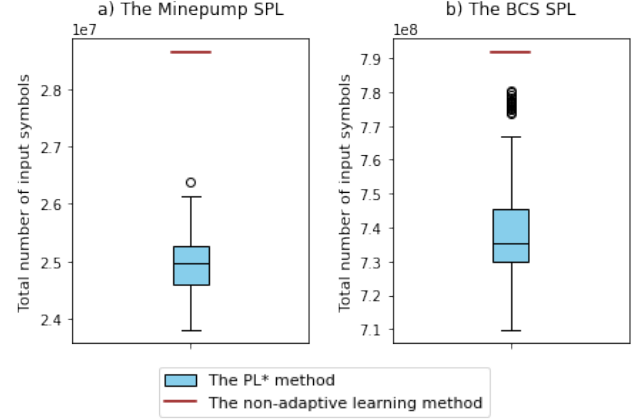 a) The Minepump SPL
b) The BCS SPL
1e7
1e8
Total number of input symbols
2.8
2.7
2.6
2.5
2.4
Total number of input symbols
7.9
7.8
7.7
7.6
7.5
7.4
7.3
7.2
7.1
The PL* method
The non-adaptive learning method